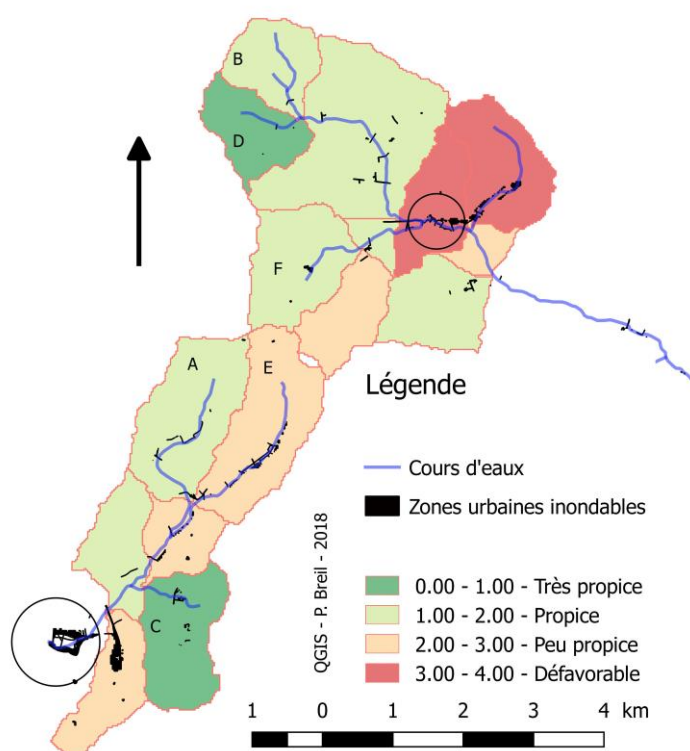 B
D
F
A
E
C
Légende
Cours d'eaux
Zones urbaines inondables
0.00 - 1.00 - Très propice
1.00 - 2.00 - Propice
2.00 - 3.00 - Peu propice
3.00 - 4.00 - Défavorable
QGIS - P. Breil - 2018
1 0 1 2 3 4 km